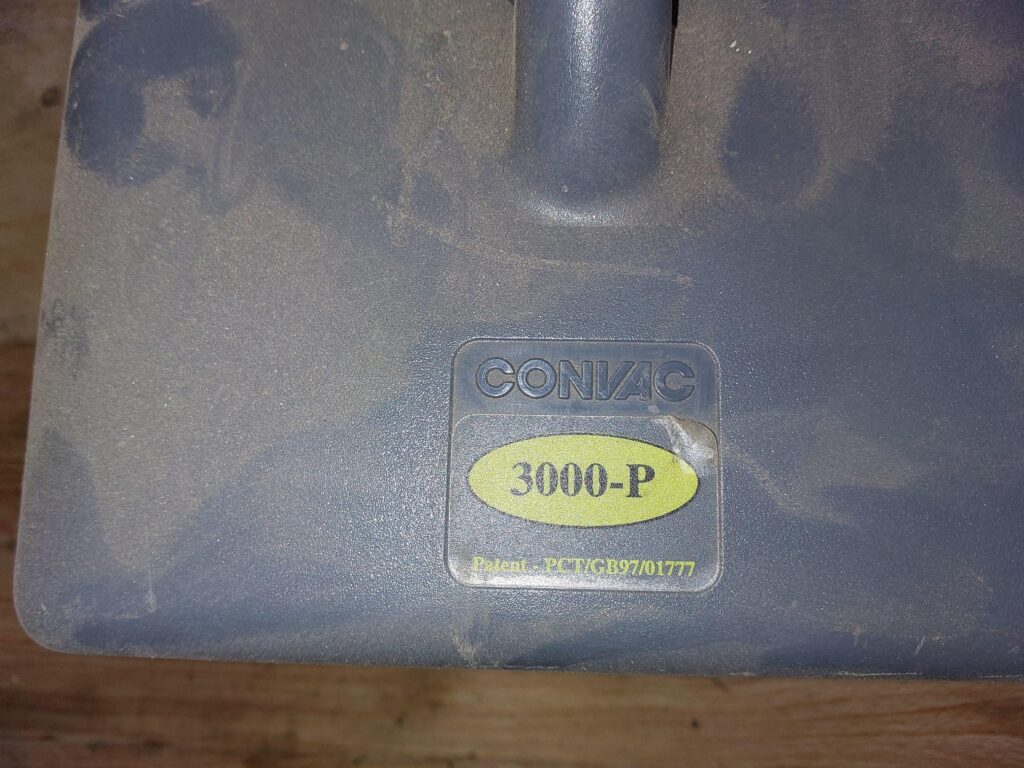 CONVAC
3000-P
Patent - PCT/GB97/01777